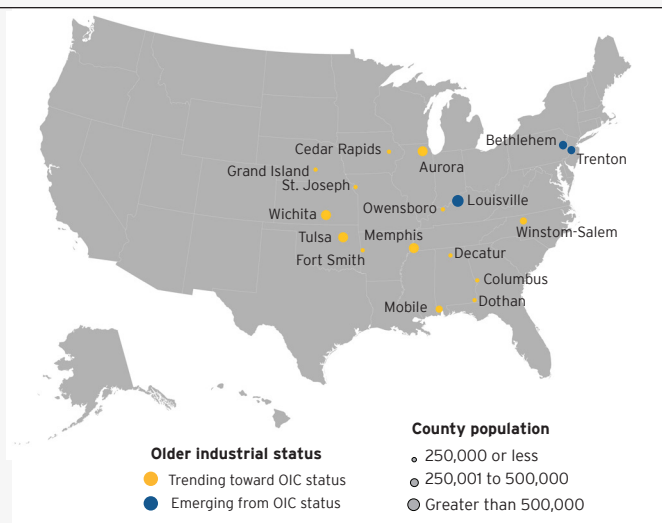 Cedar Rapids
Aurora
Bethlehem
Trenton
Grand Island
St. Joseph
Owensboro
Louisville
Wichita
Winstom-Salem
Tulsa
Memphis
Fort Smith
Decatur
Columbus
Dothan
Mobile
Older industrial status
Trending toward OIC status
Emerging from OIC status
County population
250,000 or less
250,001 to 500,000
Greater than 500,000